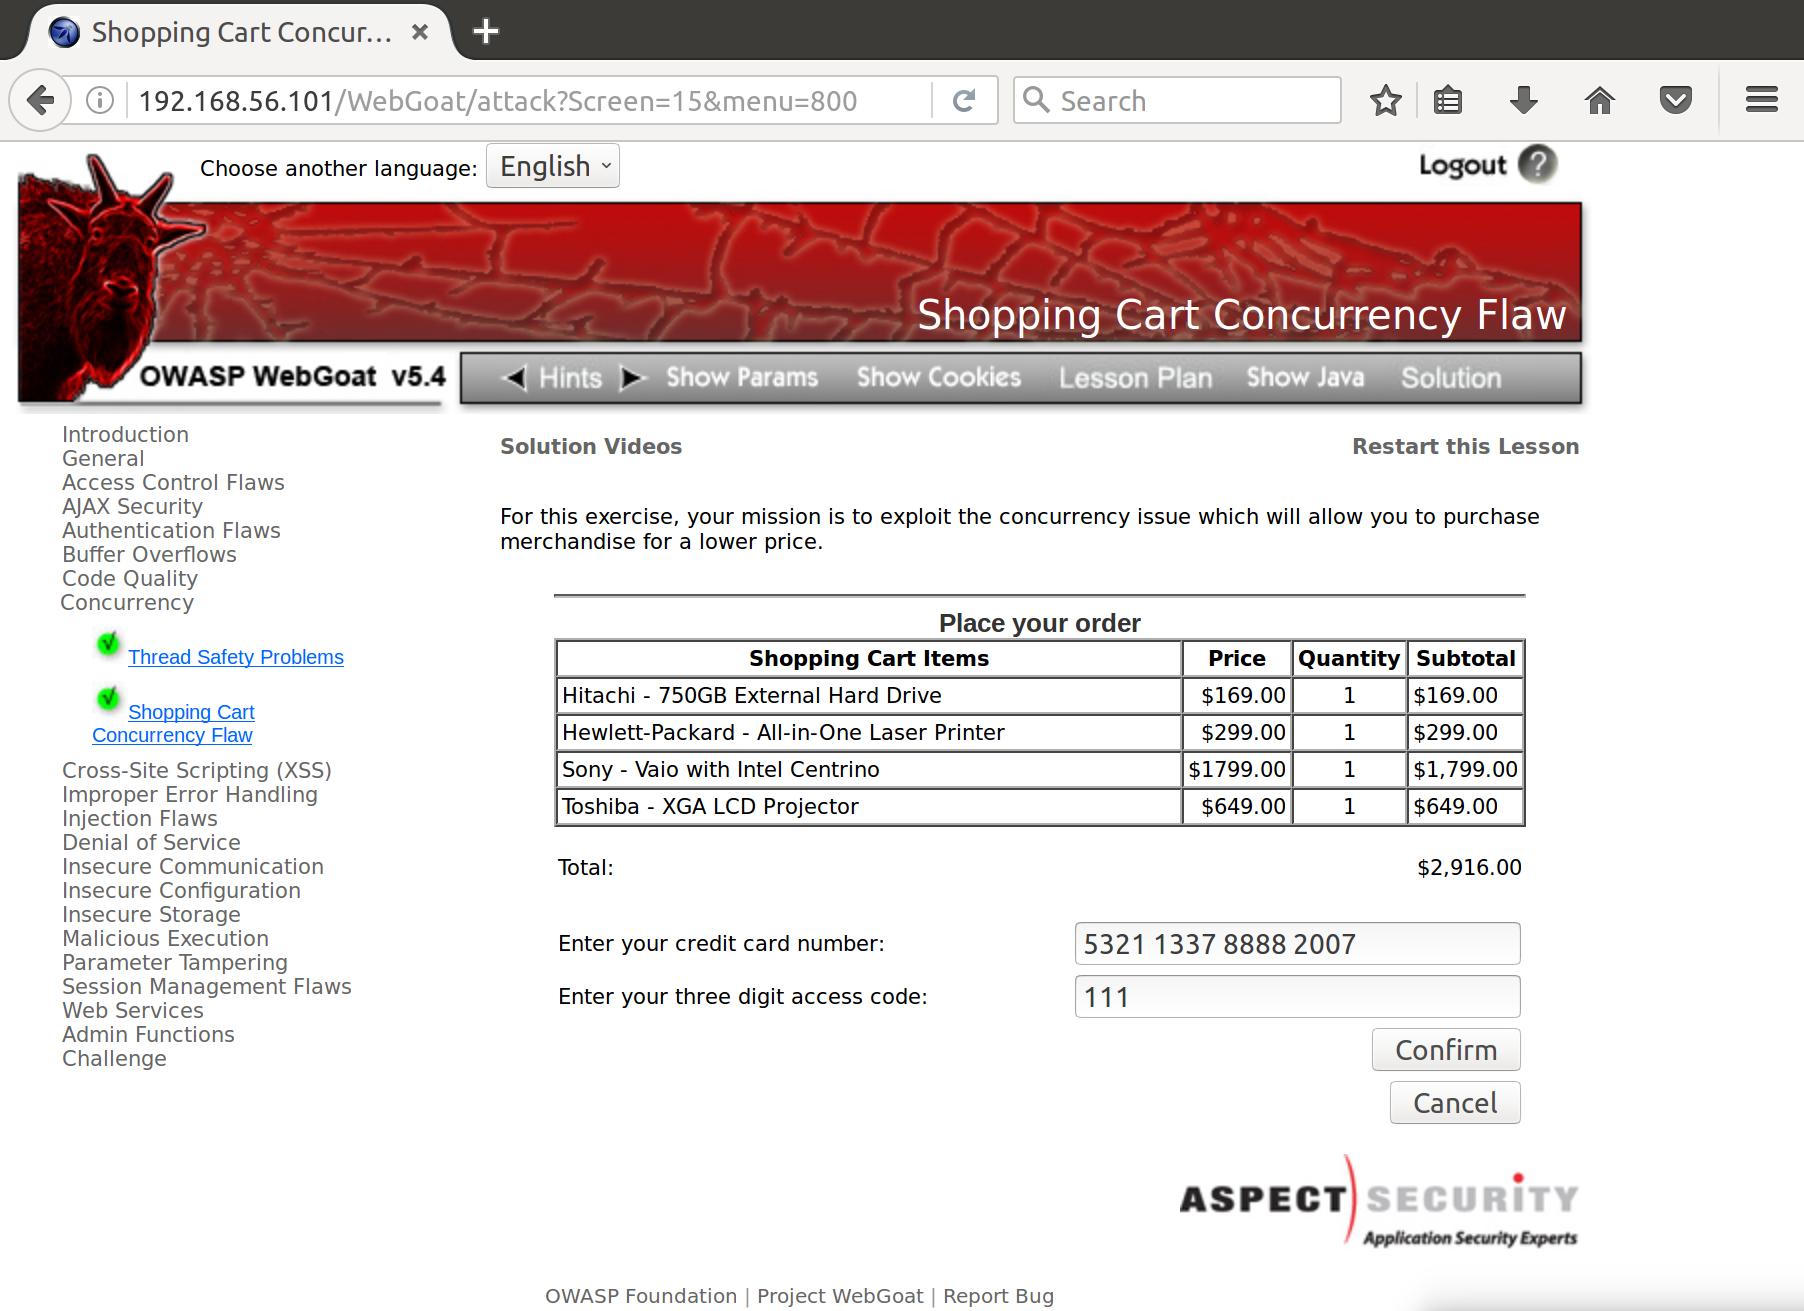 Shopping Cart Concur...
192.168.56.101/WebGoat/attack?Screen=15&menu=800
Search
Choose another language: English
Logout ?
Shopping Cart Concurrency Flaw
OWASP WebGoat v5.4
Hints Show Params Show Cookies Lesson Plan Show Java Solution
Introduction
General
Access Control Flaws
AJAX Security
Authentication Flaws
Buffer Overflows
Code Quality
Concurrency
Thread Safety Problems
Shopping Cart
Concurrency Flaw
Cross-Site Scripting (XSS)
Improper Error Handling
Injection Flaws
Denial of Service
Insecure Communication
Insecure Configuration
Insecure Storage
Malicious Execution
Parameter Tampering
Session Management Flaws
Web Services
Admin Functions
Challenge
Solution Videos Restart this Lesson
For this exercise, your mission is to exploit the concurrency issue which will allow you to purchase
merchandise for a lower price.
Place your order
Shopping Cart Items Price Quantity Subtotal
Hitachi - 750GB External Hard Drive $169.00 1 $169.00
Hewlett-Packard - All-in-One Laser Printer $299.00 1 $299.00
Sony - Vaio with Intel Centrino $1799.00 1 $1,799.00
Toshiba - XGA LCD Projector $649.00 1 $649.00
Total: $2,916.00
Enter your credit card number: 5321 1337 8888 2007
Enter your three digit access code: 111
Confirm
Cancel
ASPECT SECURITY
Application Security Experts
OWASP Foundation | Project WebGoat | Report Bug